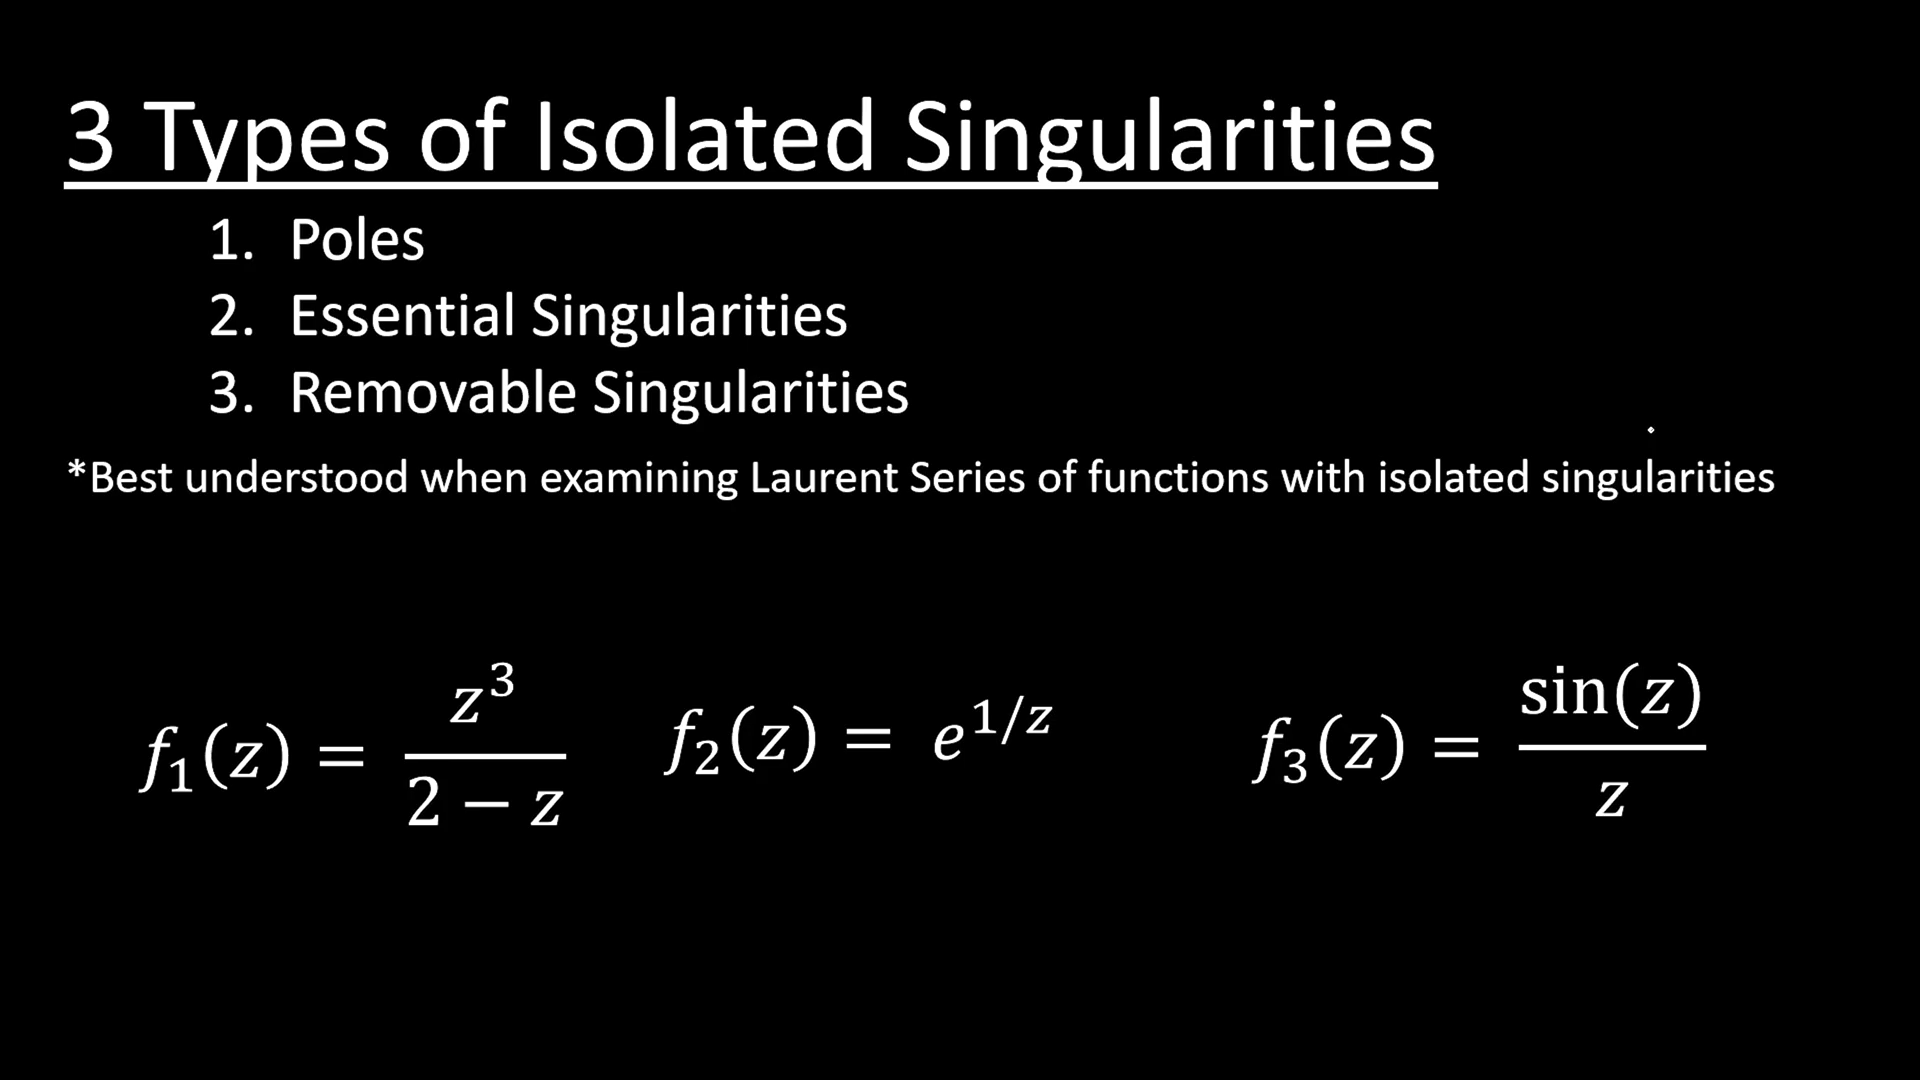 3 Types of Isolated Singularities
1. Poles
2. Essential Singularities
3. Removable Singularities
*Best understood when examining Laurent Series of functions with isolated singularities
f₁(z) = z³ / (2 − z)
f₂(z) = e^{1/z}
f₃(z) = sin(z) / z